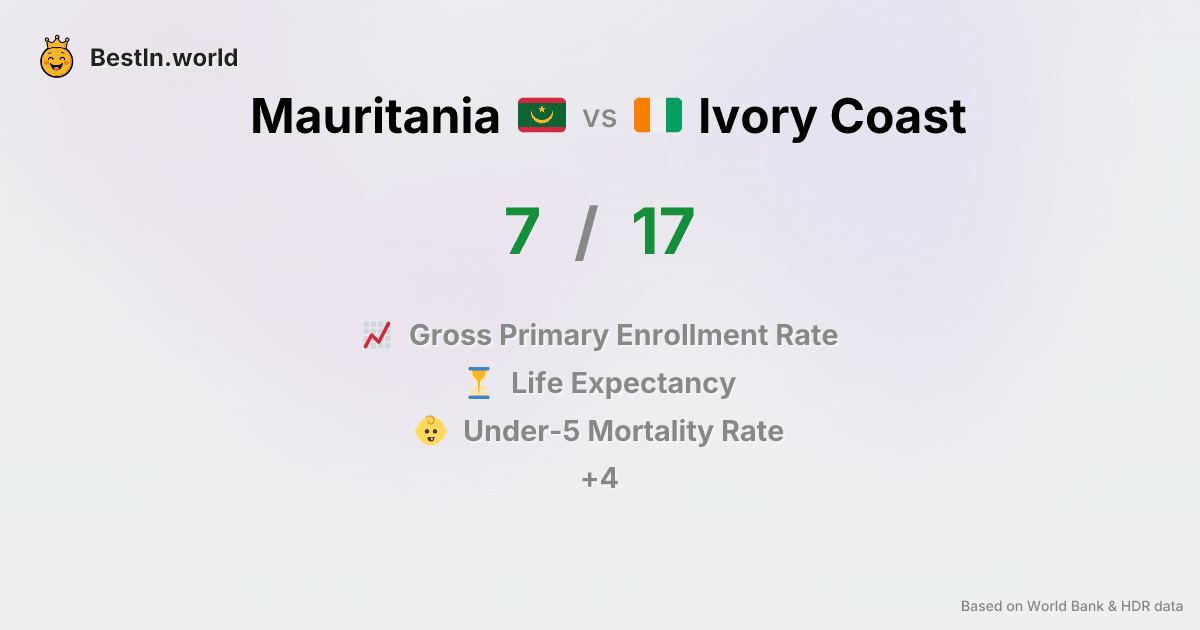 BestIn.world
Mauritania vs Ivory Coast
7 / 17
Gross Primary Enrollment Rate
Life Expectancy
Under-5 Mortality Rate
+4
Based on World Bank & HDR data